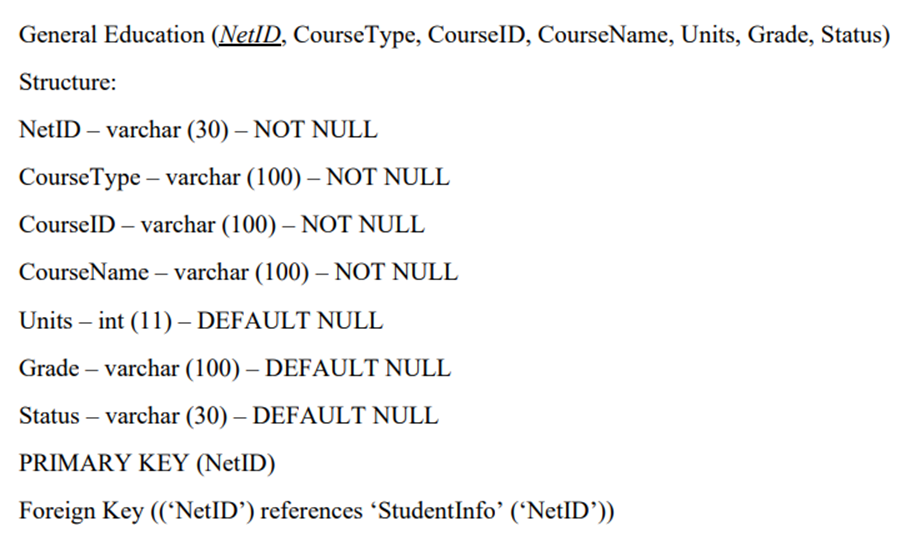 General Education (NetID, CourseType, CourseID, CourseName, Units, Grade, Status)
Structure:
NetID – varchar (30) – NOT NULL
CourseType – varchar (100) – NOT NULL
CourseID – varchar (100) – NOT NULL
CourseName – varchar (100) – NOT NULL
Units – int (11) – DEFAULT NULL
Grade – varchar (100) – DEFAULT NULL
Status – varchar (30) – DEFAULT NULL
PRIMARY KEY (NetID)
Foreign Key ((‘NetID’) references ‘StudentInfo’ (‘NetID’))